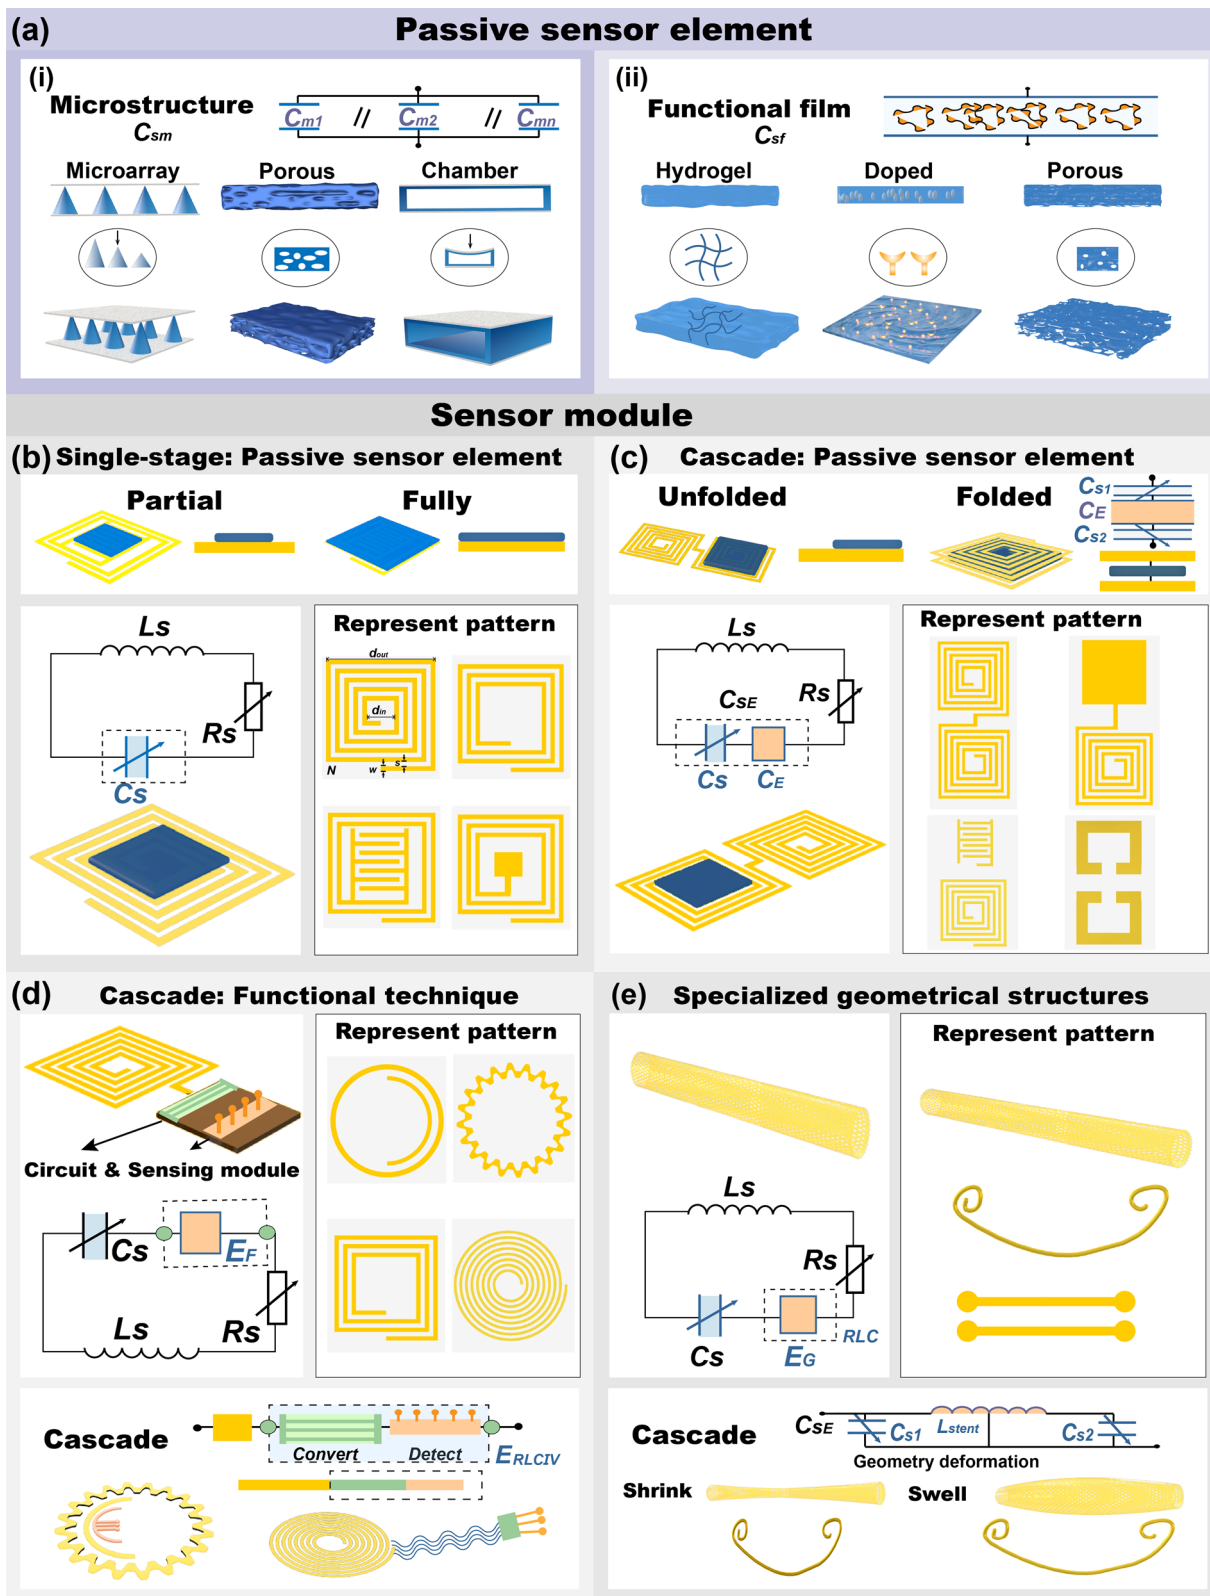 (a)
Passive sensor element
(i)
Microstructure
Csm
Cm1
//
Cm2
//
Cmn
Microarray
Porous
Chamber
(ii)
Functional film
Csf
Hydrogel
Doped
Porous
Sensor module
(b)
Single-stage: Passive sensor element
Partial
Fully
Ls
Rs
Cs
Represent pattern
dout
din
N
w
s
(c)
Cascade: Passive sensor element
Unfolded
Folded
Cs1
CE
Cs2
Ls
Rs
CSE
Cs
CE
Represent pattern
(d)
Cascade: Functional technique
Circuit & Sensing module
Cs
EF
Rs
Ls
Represent pattern
Cascade
Convert
Detect
ERLCIV
(e)
Specialized geometrical structures
Ls
Rs
Cs
EG
RLC
Represent pattern
Cascade
CSE
Cs1
Lstent
Cs2
Geometry deformation
Shrink
Swell